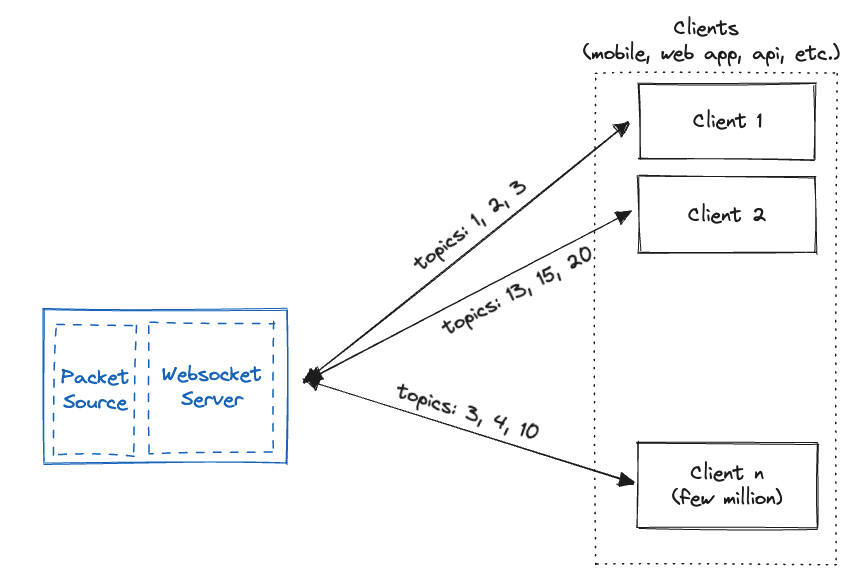 Clients
(mobile, web app, api, etc.)
Client 1
Client 2
topics: 1, 2, 3
topics: 13, 15, 20
Packet
Source
Websocket
Server
topics: 3, 4, 10
Client n
(few million)